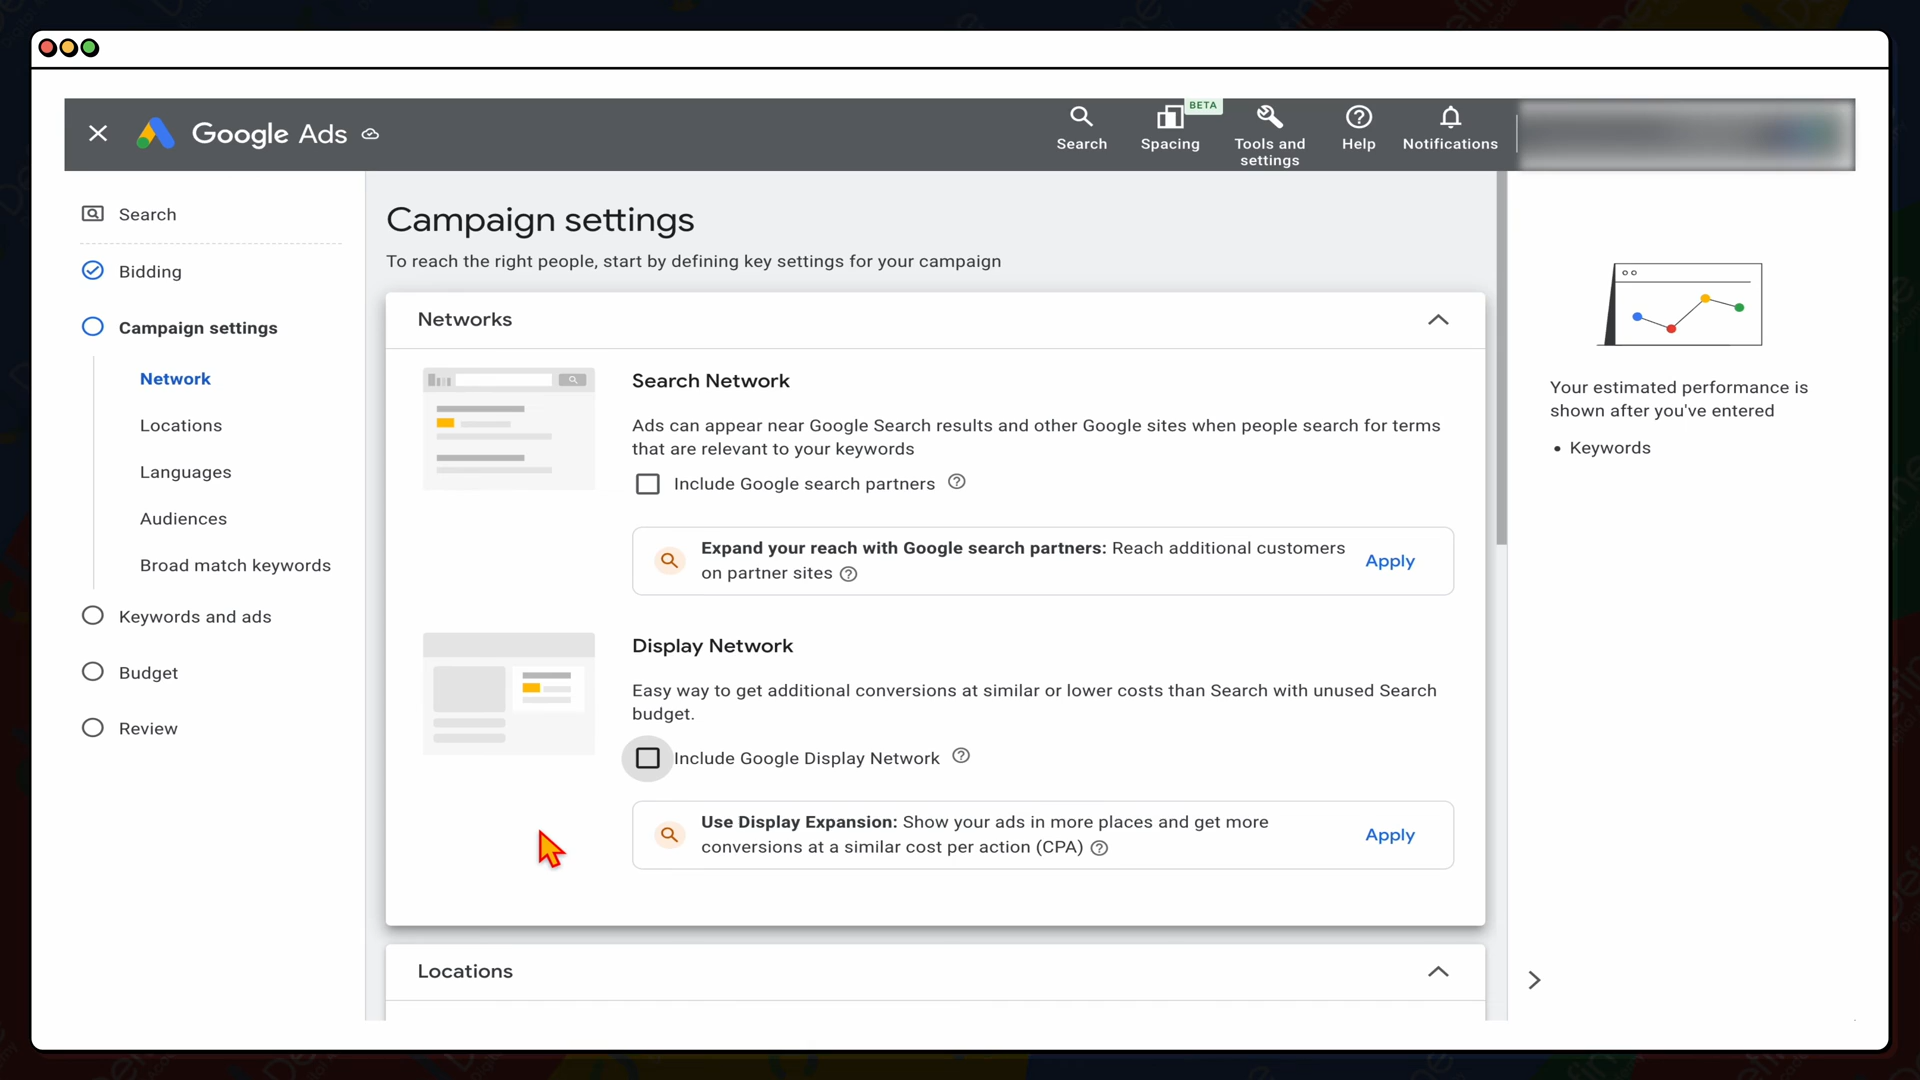 Google Ads
Search
BETA
Spacing
Tools and
settings
Help
Notifications
Search
Bidding
Campaign settings
Network
Locations
Languages
Audiences
Broad match keywords
Keywords and ads
Budget
Review
Campaign settings
To reach the right people, start by defining key settings for your campaign
Networks
Search Network
Ads can appear near Google Search results and other Google sites when people search for terms
that are relevant to your keywords
Include Google search partners
Expand your reach with Google search partners: Reach additional customers
on partner sites
Apply
Display Network
Easy way to get additional conversions at similar or lower costs than Search with unused Search
budget.
Include Google Display Network
Use Display Expansion: Show your ads in more places and get more
conversions at a similar cost per action (CPA)
Apply
Locations
Your estimated performance is
shown after you've entered
• Keywords